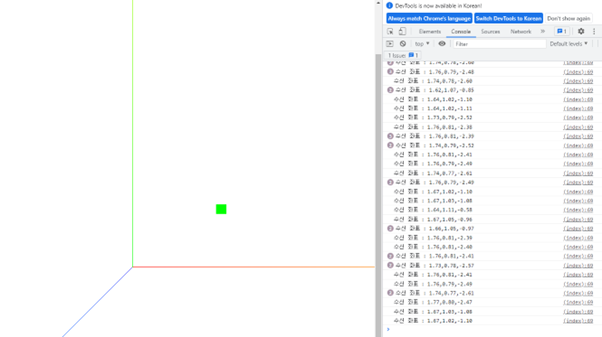 DevTools is now available in Korean!
Always match Chrome's language Switch DevTools to Korean Don't show again
Elements Console Sources Network » 1
top Filter Default levels
1 Issue: 1
수신 좌표 : 1.74,0.78,-2.60 (index):69
2 수신 좌표 : 1.76,0.79,-2.48 (index):69
수신 좌표 : 1.74,0.78,-2.60 (index):69
수신 좌표 : 1.62,1.07,-0.85 (index):69
수신 좌표 : 1.64,1.02,-1.10 (index):69
수신 좌표 : 1.64,1.02,-1.11 (index):69
수신 좌표 : 1.73,0.79,-2.52 (index):69
수신 좌표 : 1.76,0.81,-2.38 (index):69
수신 좌표 : 1.76,0.81,-2.39 (index):69
수신 좌표 : 1.74,0.79,-2.52 (index):69
수신 좌표 : 1.76,0.81,-2.41 (index):69
수신 좌표 : 1.76,0.79,-2.48 (index):69
수신 좌표 : 1.74,0.77,-2.61 (index):69
수신 좌표 : 1.76,0.79,-2.49 (index):69
수신 좌표 : 1.67,1.02,-1.10 (index):69
수신 좌표 : 1.67,1.03,-1.08 (index):69
수신 좌표 : 1.64,1.11,-0.58 (index):69
수신 좌표 : 1.67,1.05,-0.96 (index):69
수신 좌표 : 1.66,1.05,-0.97 (index):69
수신 좌표 : 1.76,0.81,-2.39 (index):69
수신 좌표 : 1.76,0.81,-2.40 (index):69
수신 좌표 : 1.76,0.81,-2.41 (index):69
수신 좌표 : 1.73,0.78,-2.57 (index):69
수신 좌표 : 1.76,0.81,-2.41 (index):69
수신 좌표 : 1.76,0.79,-2.49 (index):69
수신 좌표 : 1.74,0.77,-2.61 (index):69
수신 좌표 : 1.77,0.80,-2.47 (index):69
수신 좌표 : 1.67,1.03,-1.08 (index):69
수신 좌표 : 1.67,1.02,-1.10 (index):69